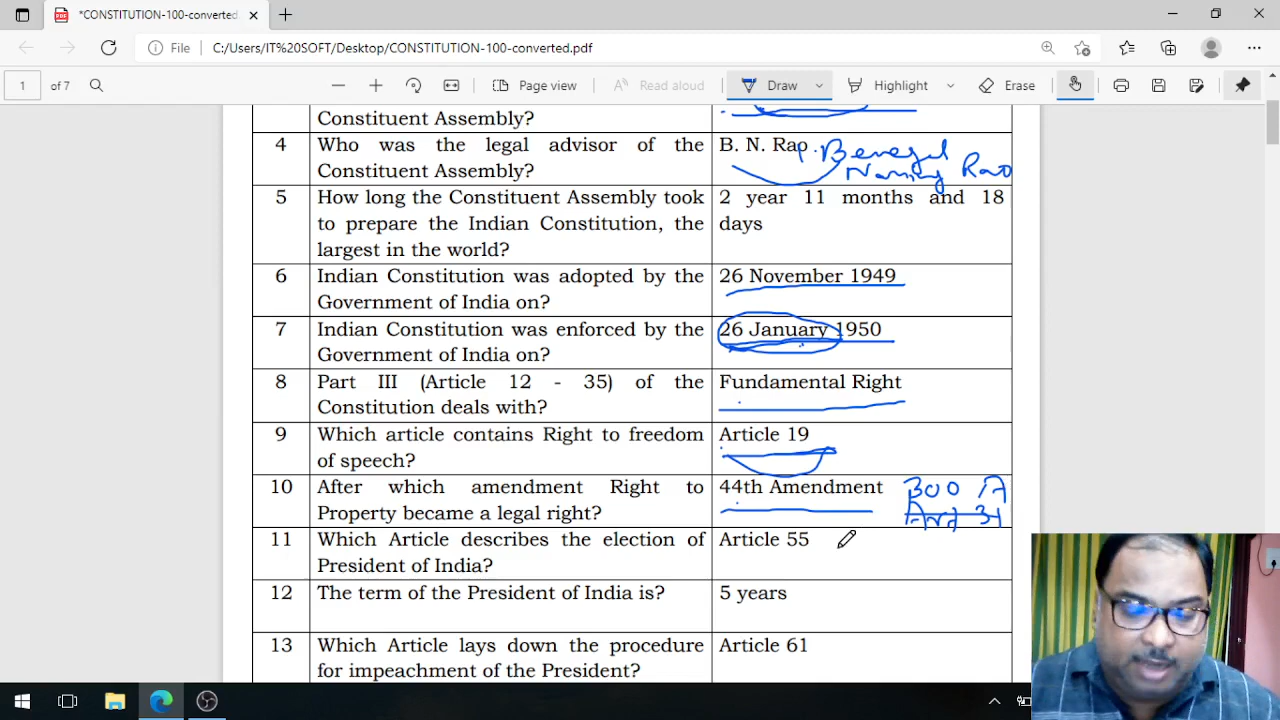 *CONSTITUTION-100-converted
File C:/Users/IT%20SOFT/Desktop/CONSTITUTION-100-converted.pdf
1 of 7 Page view Read aloud Draw Highlight Erase
Constituent Assembly?
4 Who was the legal advisor of the B. N. Rao
Constituent Assembly? Benegal
Narsing Rao
5 How long the Constituent Assembly took 2 year 11 months and 18
to prepare the Indian Constitution, the days
largest in the world?
6 Indian Constitution was adopted by the 26 November 1949
Government of India on?
7 Indian Constitution was enforced by the 26 January 1950
Government of India on?
8 Part III (Article 12 - 35) of the Fundamental Right
Constitution deals with?
9 Which article contains Right to freedom Article 19
of speech?
10 After which amendment Right to 44th Amendment 300 A
Property became a legal right? Art 31
11 Which Article describes the election of Article 55
President of India?
12 The term of the President of India is? 5 years
13 Which Article lays down the procedure Article 61
for impeachment of the President?